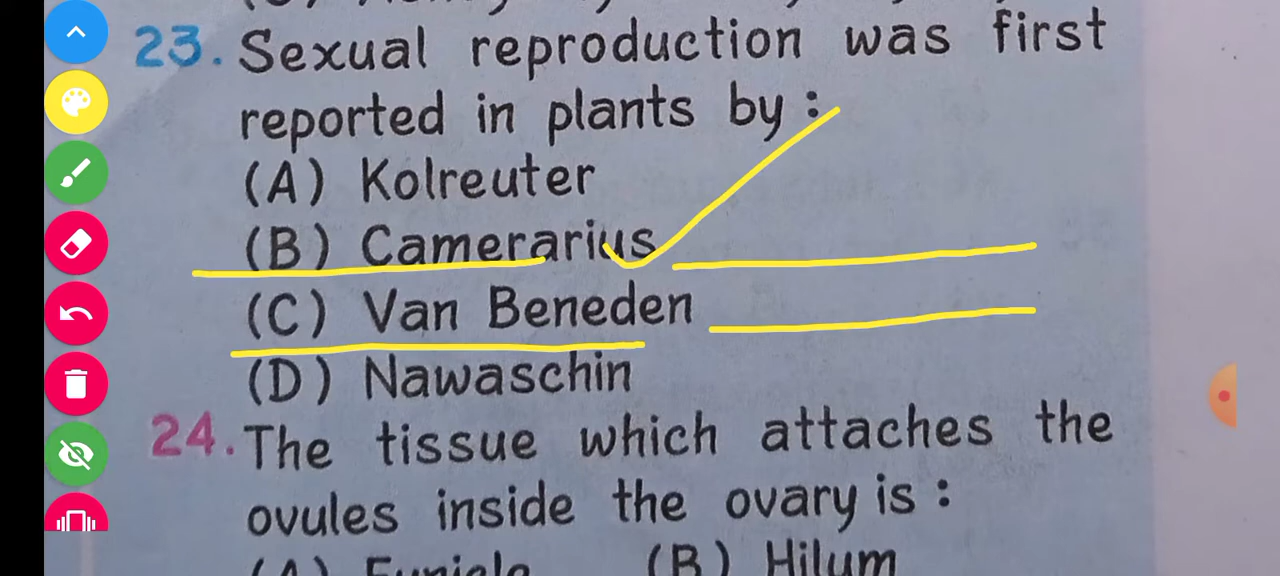 23. Sexual reproduction was first
reported in plants by :
(A) Kolreuter
(B) Camerarius
(C) Van Beneden
(D) Nawaschin
24. The tissue which attaches the
ovules inside the ovary is :
(A) Funicle (B) Hilum